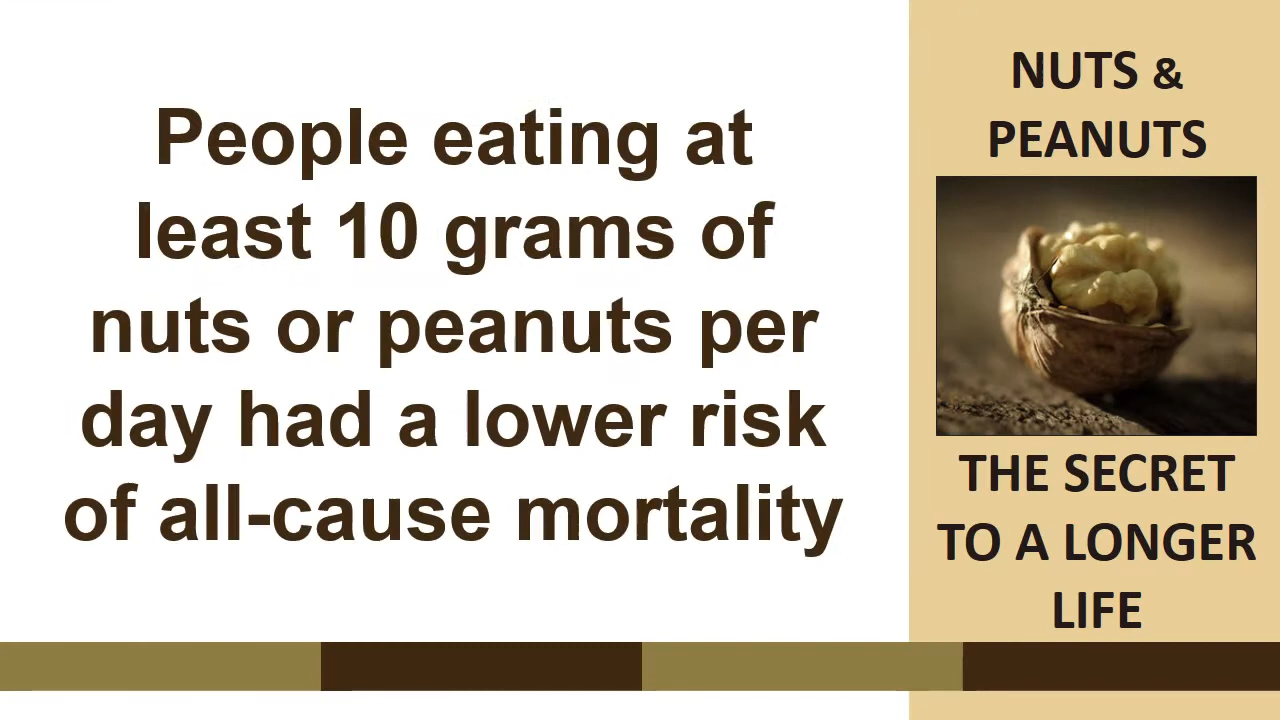 People eating at
least 10 grams of
nuts or peanuts per
day had a lower risk
of all-cause mortality
NUTS &
PEANUTS
THE SECRET
TO A LONGER
LIFE